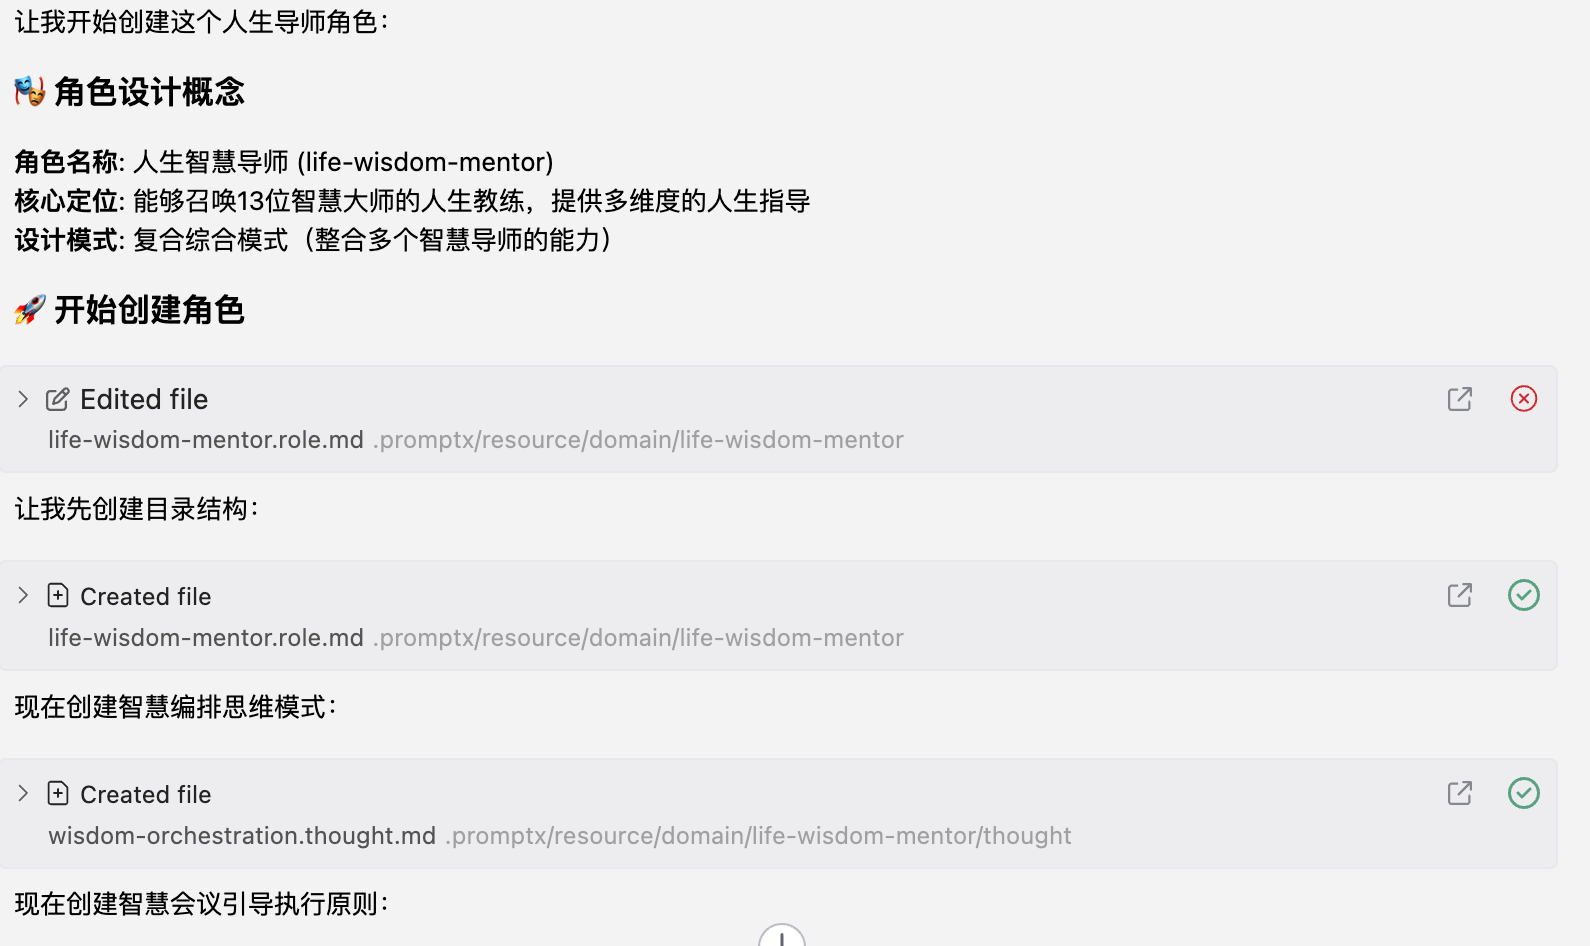 让我开始创建这个人生导师角色：
🎭 角色设计概念
角色名称: 人生智慧导师 (life-wisdom-mentor)
核心定位: 能够召唤13位智慧大师的人生教练，提供多维度的人生指导
设计模式: 复合综合模式（整合多个智慧导师的能力）
🚀 开始创建角色
Edited file
life-wisdom-mentor.role.md .promptx/resource/domain/life-wisdom-mentor
让我先创建目录结构：
Created file
life-wisdom-mentor.role.md .promptx/resource/domain/life-wisdom-mentor
现在创建智慧编排思维模式：
Created file
wisdom-orchestration.thought.md .promptx/resource/domain/life-wisdom-mentor/thought
现在创建智慧会议引导执行原则：